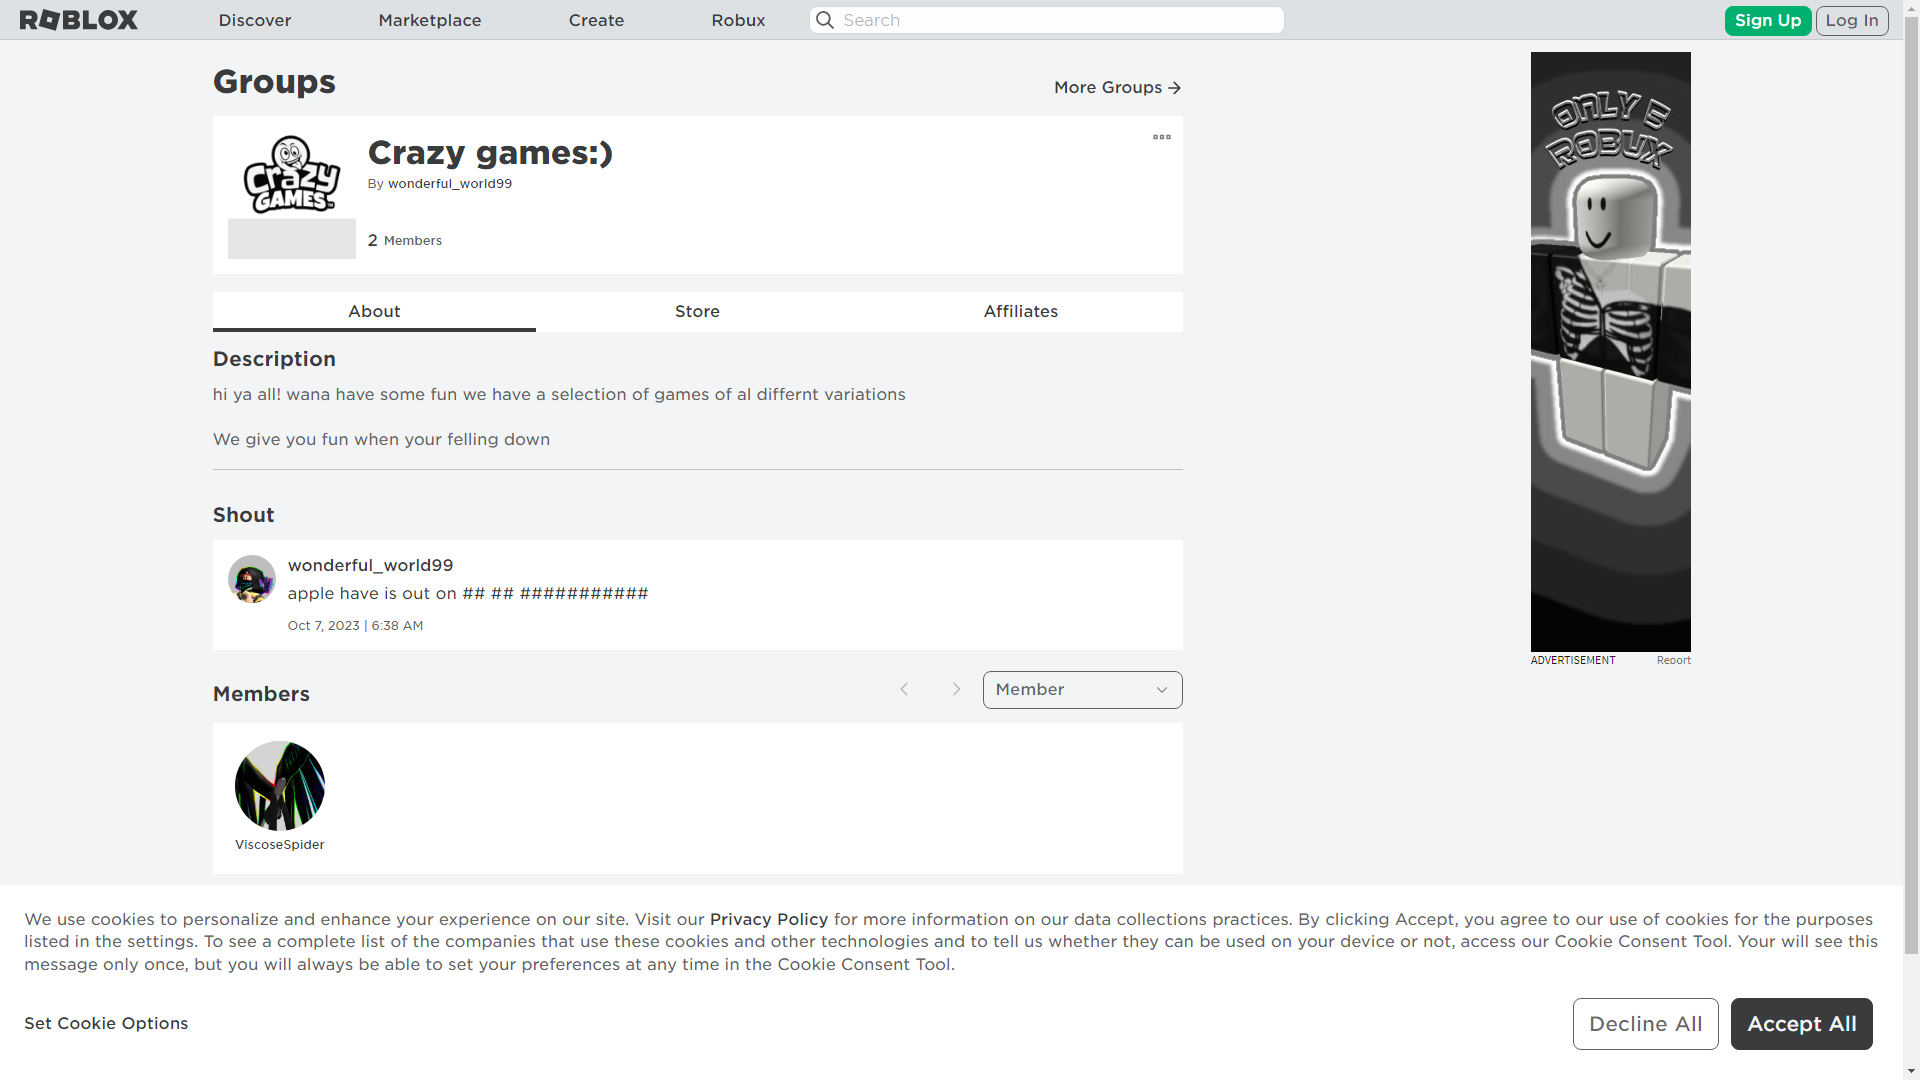 ROBLOX Discover Marketplace Create Robux Search Sign Up Log In
Groups More Groups
Crazy GAMES
Crazy games:)
By wonderful_world99
2 Members
About Store Affiliates
Description
hi ya all! wana have some fun we have a selection of games of al differnt variations
We give you fun when your felling down
Shout
wonderful_world99
apple have is out on ## ## ###########
Oct 7, 2023 | 6:38 AM
Members Member
ViscoseSpider
ONLY 5
ROBUX
ADVERTISEMENT Report
We use cookies to personalize and enhance your experience on our site. Visit our Privacy Policy for more information on our data collections practices. By clicking Accept, you agree to our use of cookies for the purposes
listed in the settings. To see a complete list of the companies that use these cookies and other technologies and to tell us whether they can be used on your device or not, access our Cookie Consent Tool. Your will see this
message only once, but you will always be able to set your preferences at any time in the Cookie Consent Tool.
Set Cookie Options Decline All Accept All